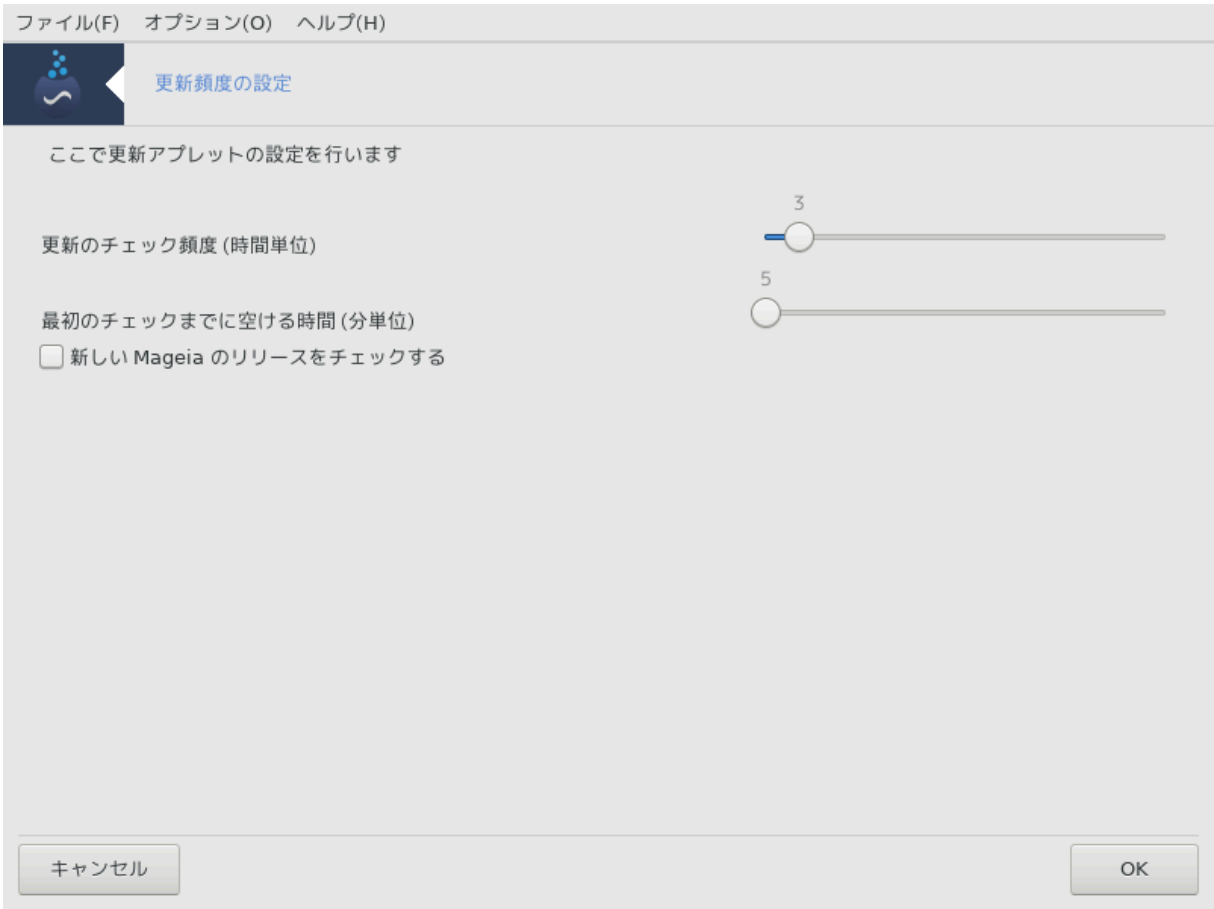 ファイル(F) オプション(O) ヘルプ(H)
更新頻度の設定
ここで更新アプレットの設定を行います
3
更新のチェック頻度 (時間単位)
5
最初のチェックまでに空ける時間 (分単位)
新しい Mageia のリリースをチェックする
キャンセル OK